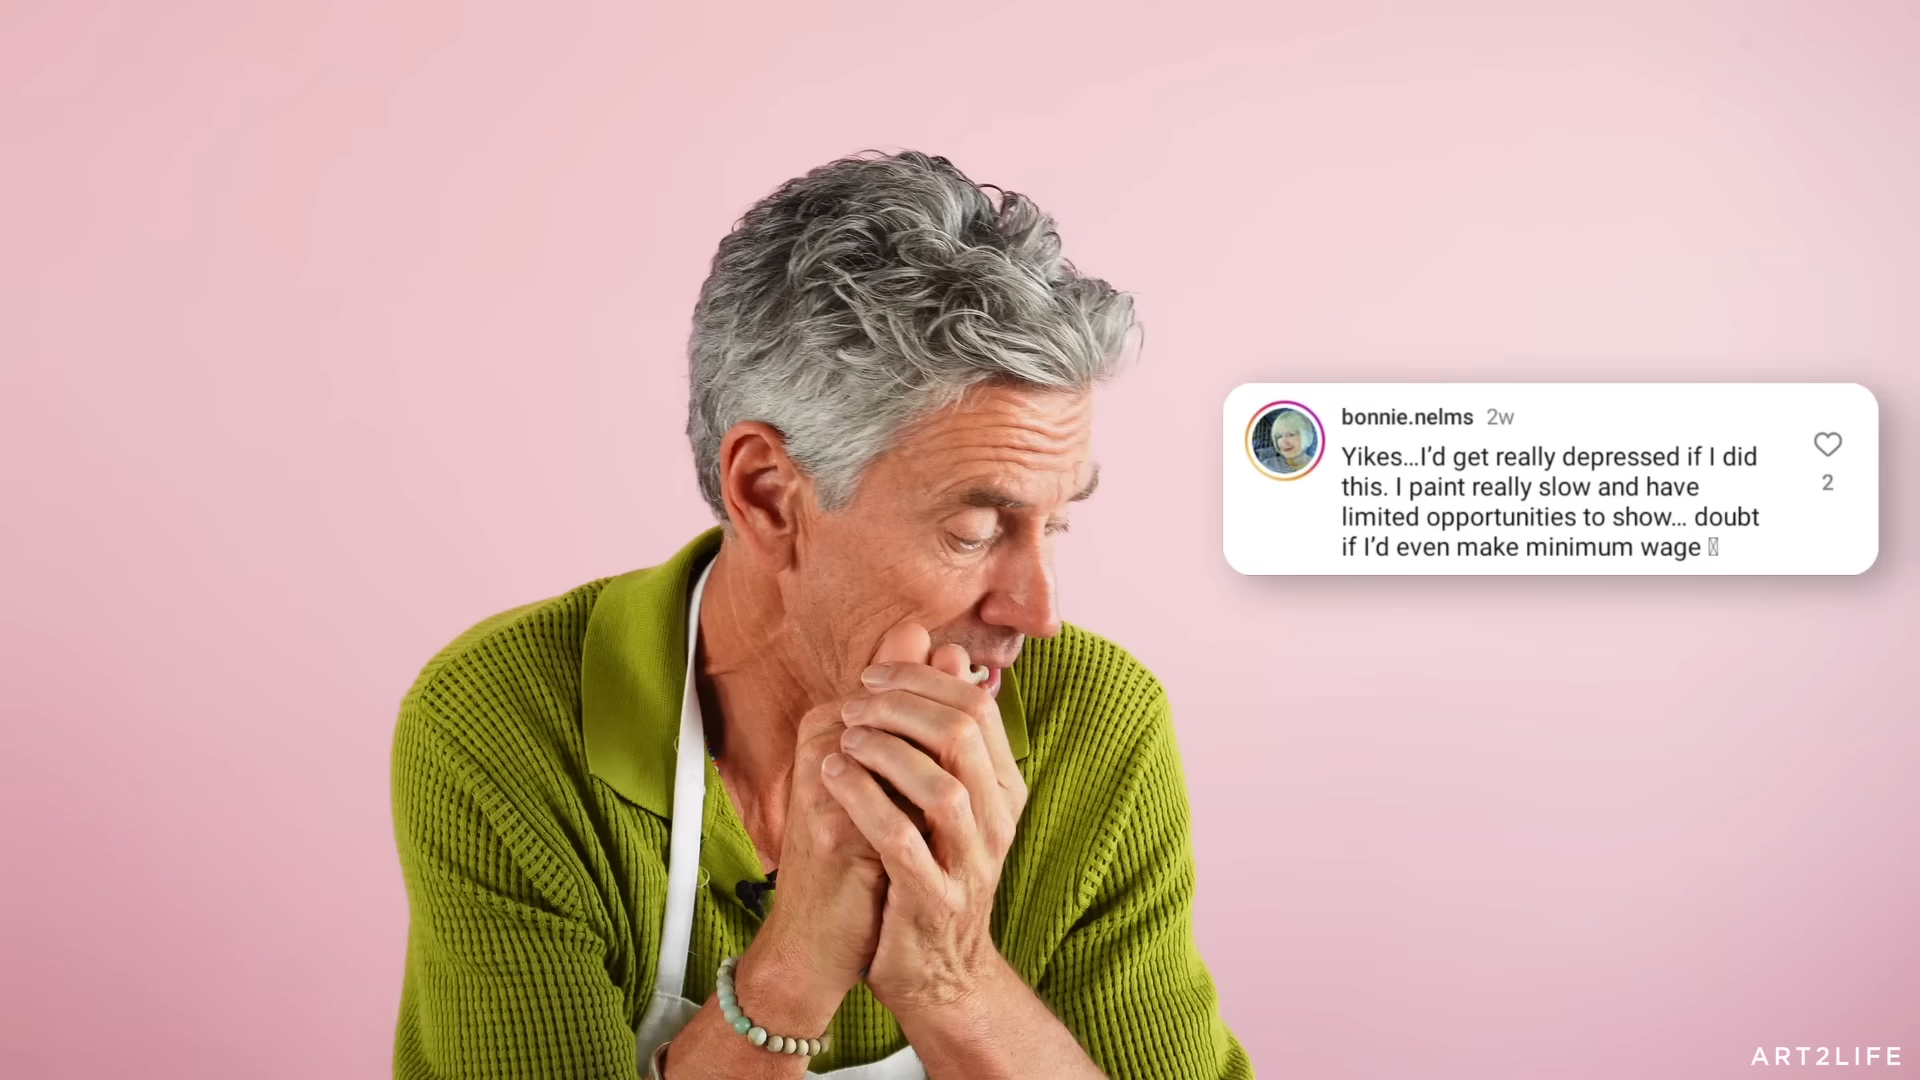 bonnie.nelms 2w
Yikes...I'd get really depressed if I did
this. I paint really slow and have
limited opportunities to show... doubt
if I'd even make minimum wage
2
ART2LIFE